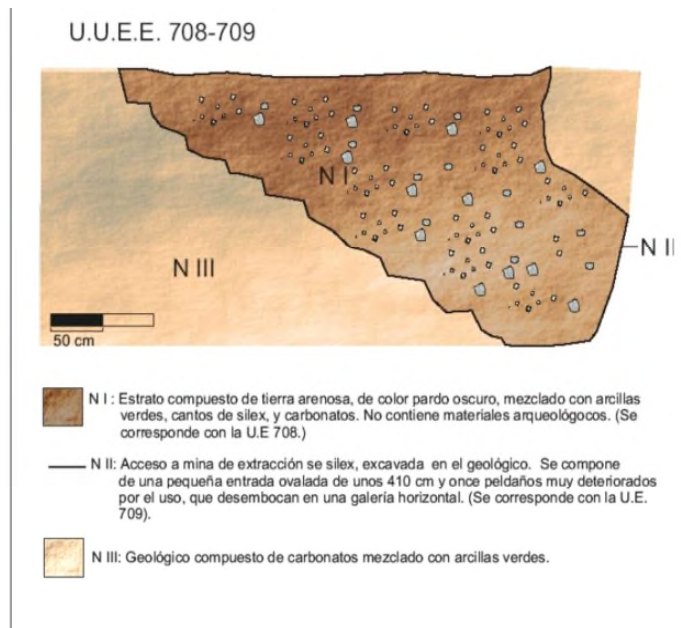 U.U.E.E. 708-709
N I
N II
N III
50 cm
N I : Estrato compuesto de tierra arenosa, de color pardo oscuro, mezclado con arcillas
verdes, cantos de silex, y carbonatos. No contiene materiales arqueológocos. (Se
corresponde con la U.E 708.)
N II: Acceso a mina de extracción se silex, excavada en el geológico. Se compone
de una pequeña entrada ovalada de unos 410 cm y once peldaños muy deteriorados
por el uso, que desembocan en una galería horizontal. (Se corresponde con la U.E.
709).
N III: Geológico compuesto de carbonatos mezclado con arcillas verdes.